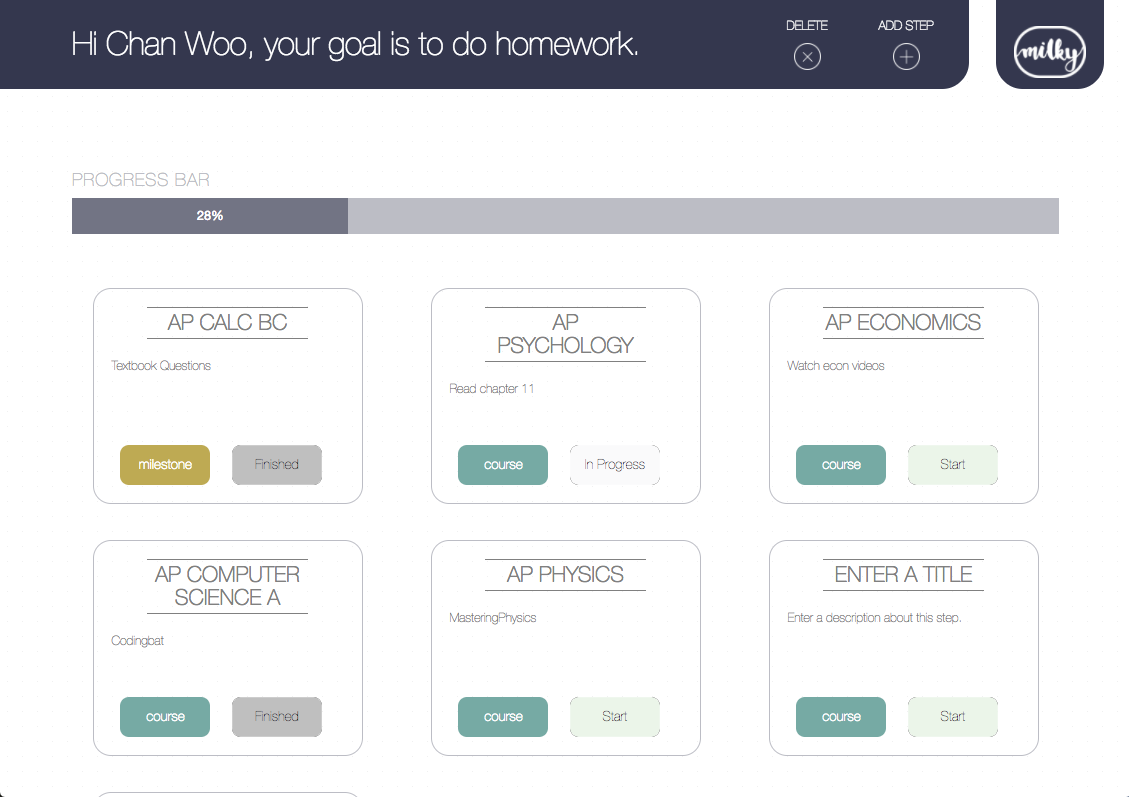 Hi Chan Woo, your goal is to do homework.
DELETE
ADD STEP
milky
PROGRESS BAR
28%
AP CALC BC
Textbook Questions
milestone
Finished
AP
PSYCHOLOGY
Read chapter 11
course
In Progress
AP ECONOMICS
Watch econ videos
course
Start
AP COMPUTER
SCIENCE A
Codingbat
course
Finished
AP PHYSICS
MasteringPhysics
course
Start
ENTER A TITLE
Enter a description about this step.
course
Start